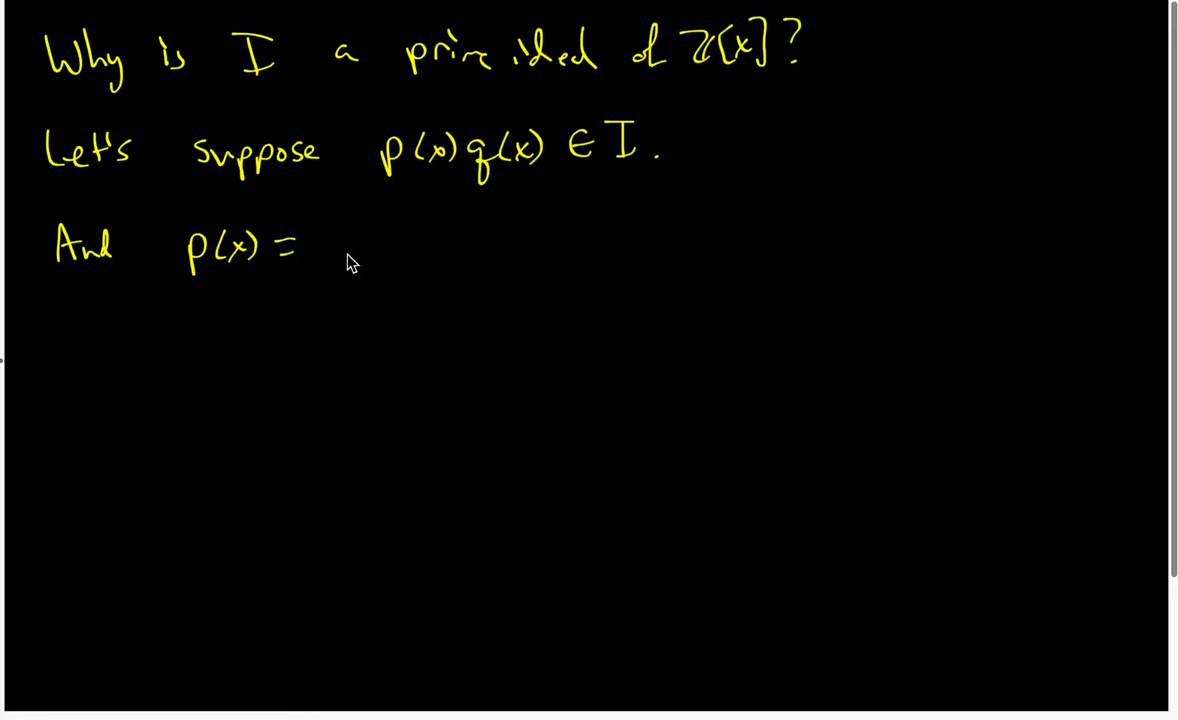 Why is I a prime ideal of ℤ[x]?
Let's suppose p(x)q(x) ∈ I.
And p(x) =